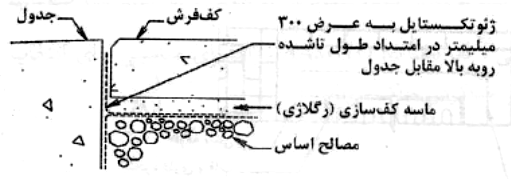 جدول
کف‌فرش
ژئوتکستایل به عرض ۳۰۰
میلیمتر در امتداد طول تاشده
روبه بالا مقابل جدول
ماسه کف‌سازی (رگلاژی)
مصالح اساس